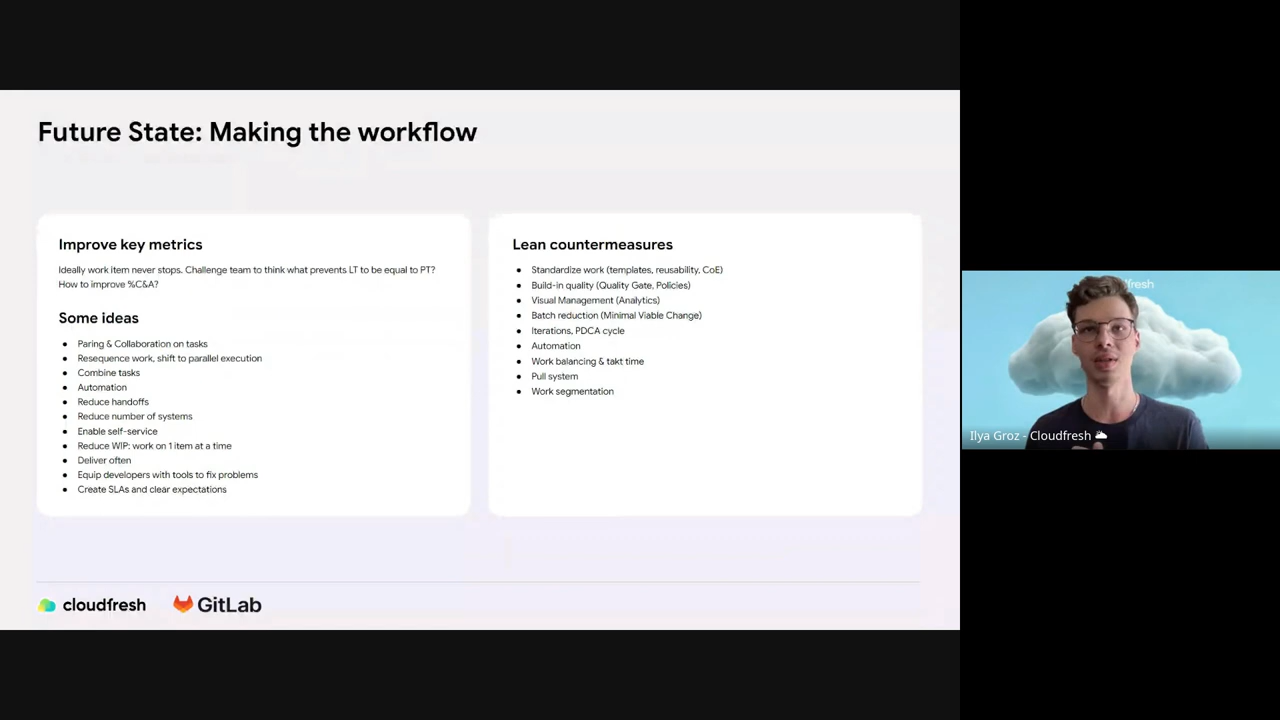 Future State: Making the workflow
Improve key metrics
Ideally work item never stops. Challenge team to think what prevents LT to be equal to PT?
How to improve %C&A?
Some ideas
Paring & Collaboration on tasks
Resequence work, shift to parallel execution
Combine tasks
Automation
Reduce handoffs
Reduce number of systems
Enable self-service
Reduce WIP: work on 1 item at a time
Deliver often
Equip developers with tools to fix problems
Create SLAs and clear expectations
Lean countermeasures
Standardize work (templates, reusability, CoE)
Build-in quality (Quality Gate, Policies)
Visual Management (Analytics)
Batch reduction (Minimal Viable Change)
Iterations, PDCA cycle
Automation
Work balancing & takt time
Pull system
Work segmentation
cloudfresh GitLab
fresh
Ilya Groz - Cloudfresh